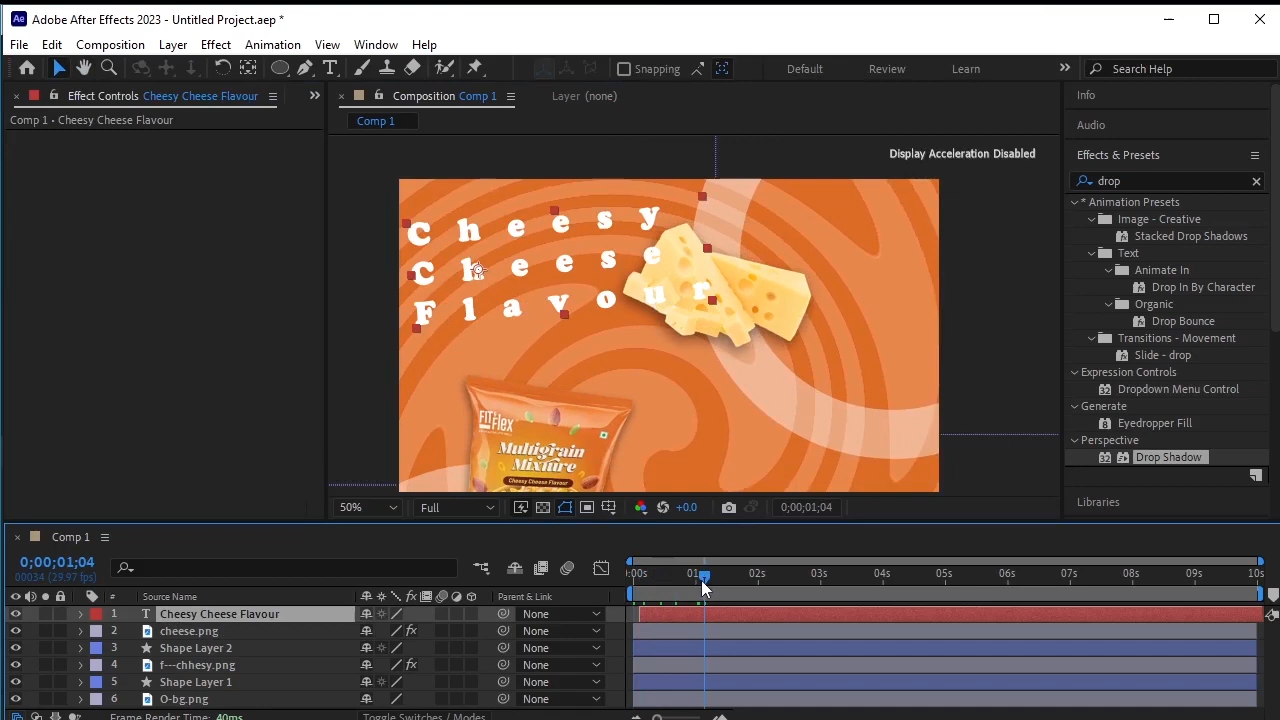 Ae Adobe After Effects 2023 - Untitled Project.aep *
File Edit Composition Layer Effect Animation View Window Help
T Snapping Default Review Learn Search Help
Effect Controls Cheesy Cheese Flavour
Composition Comp 1
Layer (none)
Info
Comp 1 • Cheesy Cheese Flavour
Comp 1
Audio
Display Acceleration Disabled
Effects & Presets
drop
* Animation Presets
Image - Creative
Stacked Drop Shadows
Text
Animate In
Drop In By Character
Organic
Drop Bounce
Transitions - Movement
Slide - drop
Expression Controls
Dropdown Menu Control
Generate
Eyedropper Fill
Perspective
Drop Shadow
Libraries
Cheesy
Cheese
Flavour
FITFlex
Multigrain
Mixture
Cheesy Cheese Flavour
50% Full +0.0 0;00;01;04
Comp 1
0;00;01;04
00034 (29.97 fps)
:00s 01 02s 03s 04s 05s 06s 07s 08s 09s 10s
# Source Name fx Parent & Link
1 T Cheesy Cheese Flavour None
2 cheese.png fx None
3 Shape Layer 2 None
4 f---chhesy.png fx None
5 Shape Layer 1 None
6 O-bg.png None
Frame Render Time: 40ms Toggle Switches / Modes